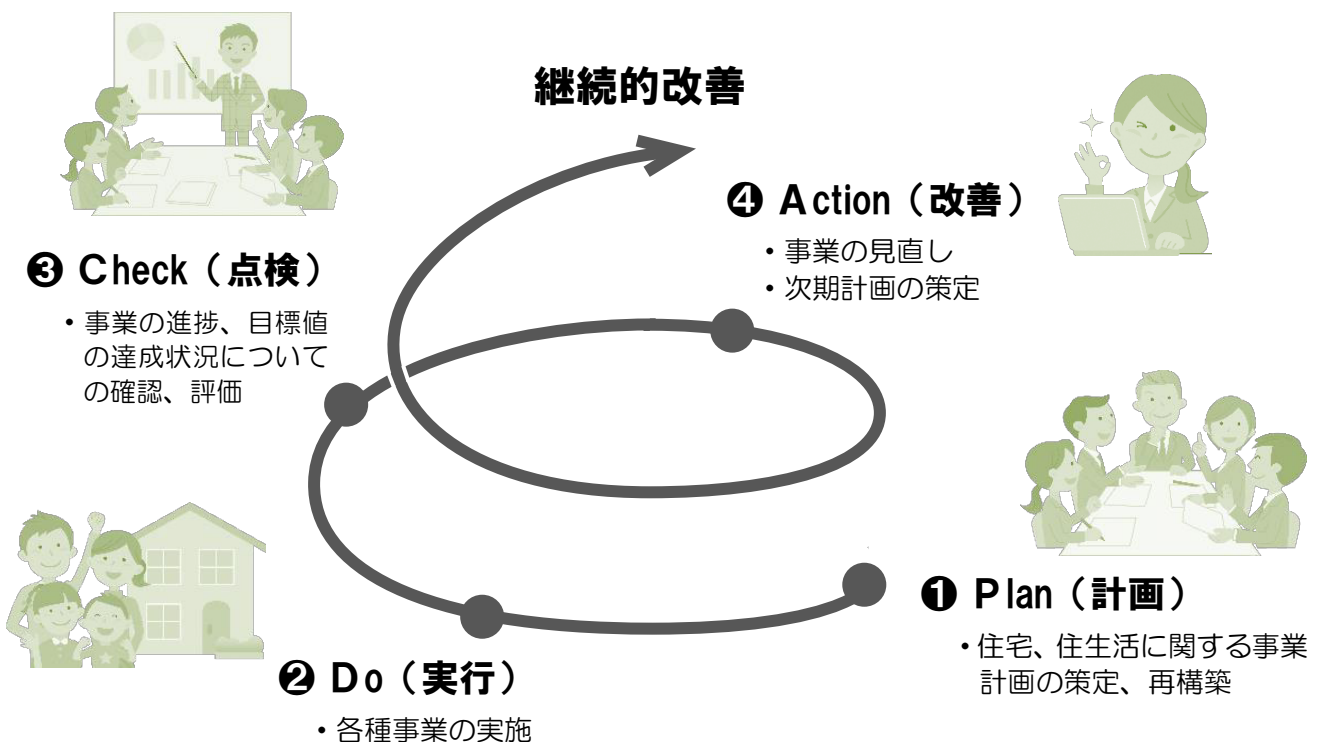 継続的改善
❹ Action（改善）
・事業の見直し
・次期計画の策定
❸ Check（点検）
・事業の進捗、目標値
の達成状況について
の確認、評価
❶ Plan（計画）
・住宅、住生活に関する事業
計画の策定、再構築
❷ Do（実行）
・各種事業の実施